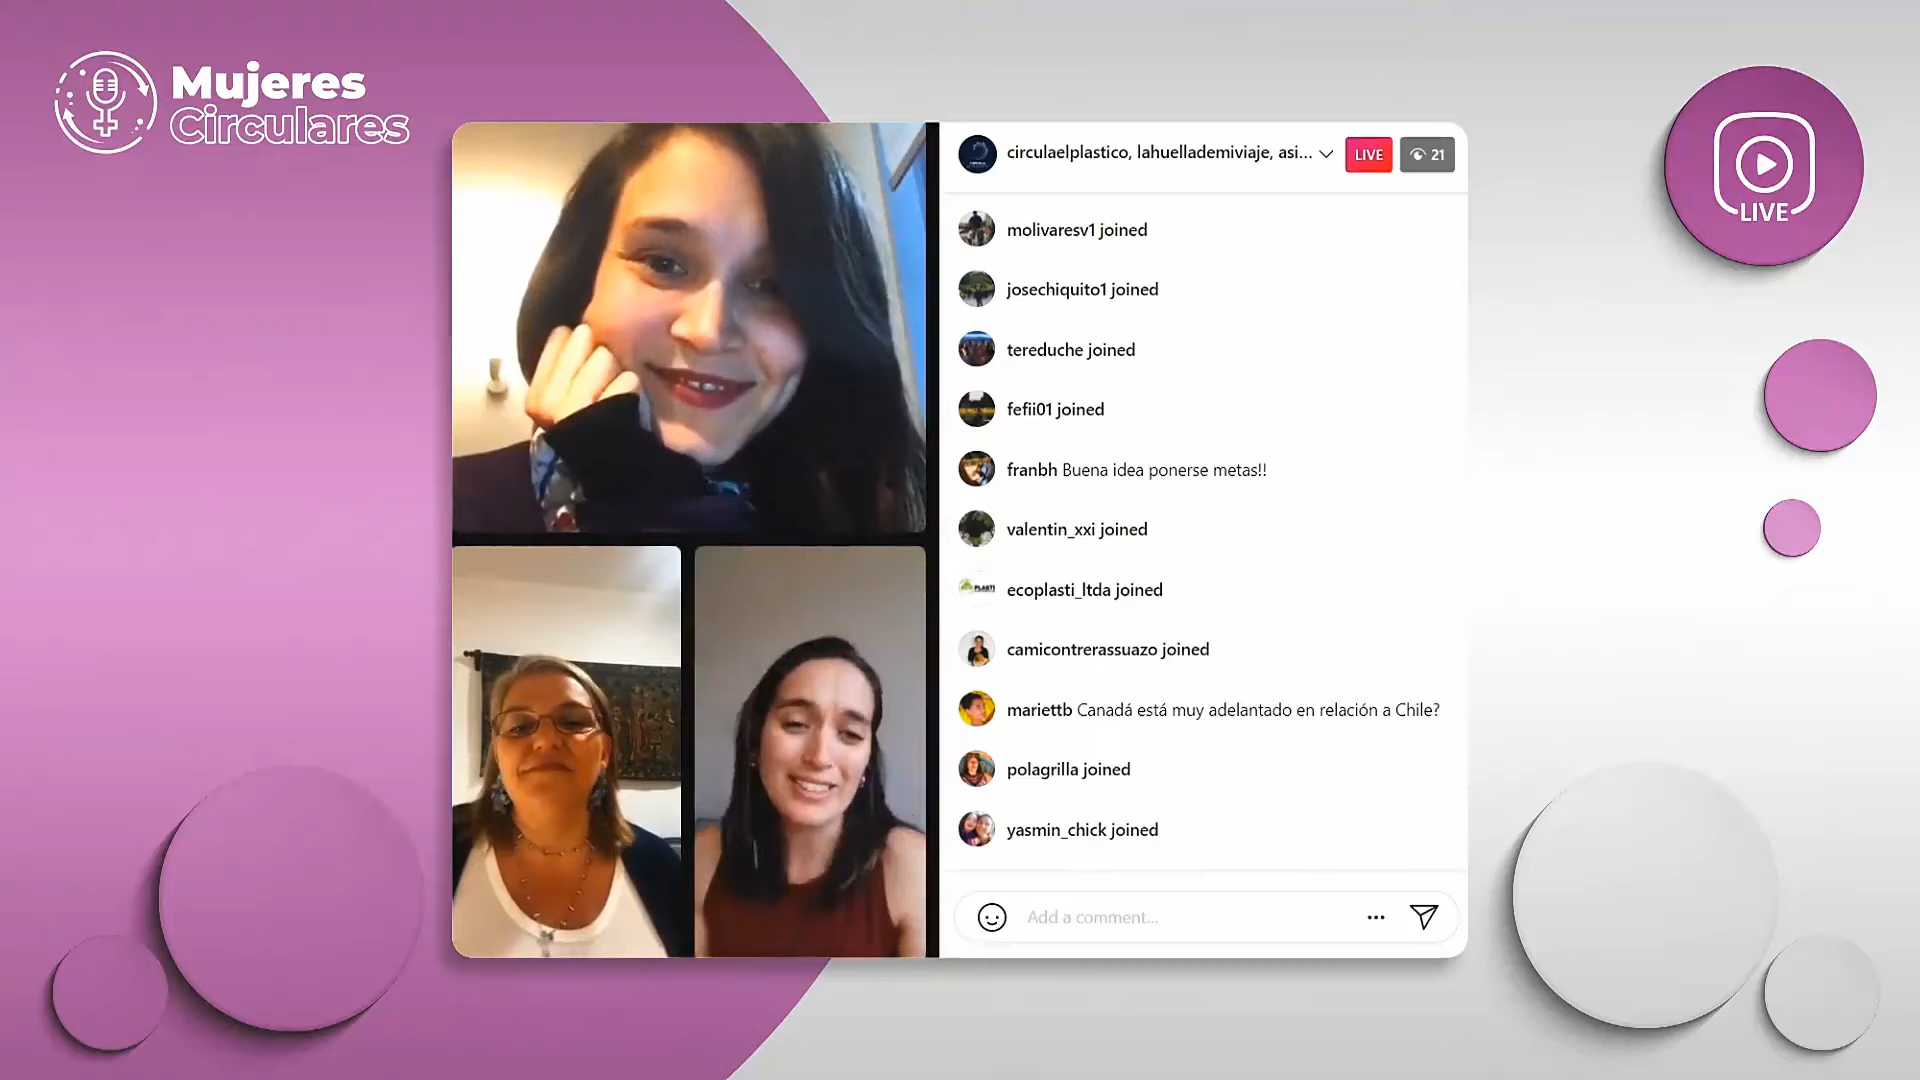 Mujeres
Circulares
circulaelplastico, lahuellademiviaje, asi...
LIVE
21
LIVE
molivaresv1 joined
josechiquito1 joined
tereduche joined
fefii01 joined
franbh Buena idea ponerse metas!!
valentin_xxi joined
PLASTI
ecoplasti_ltda joined
camicontrerassuazo joined
mariettb Canadá está muy adelantado en relación a Chile?
polagrilla joined
yasmin_chick joined
Add a comment...